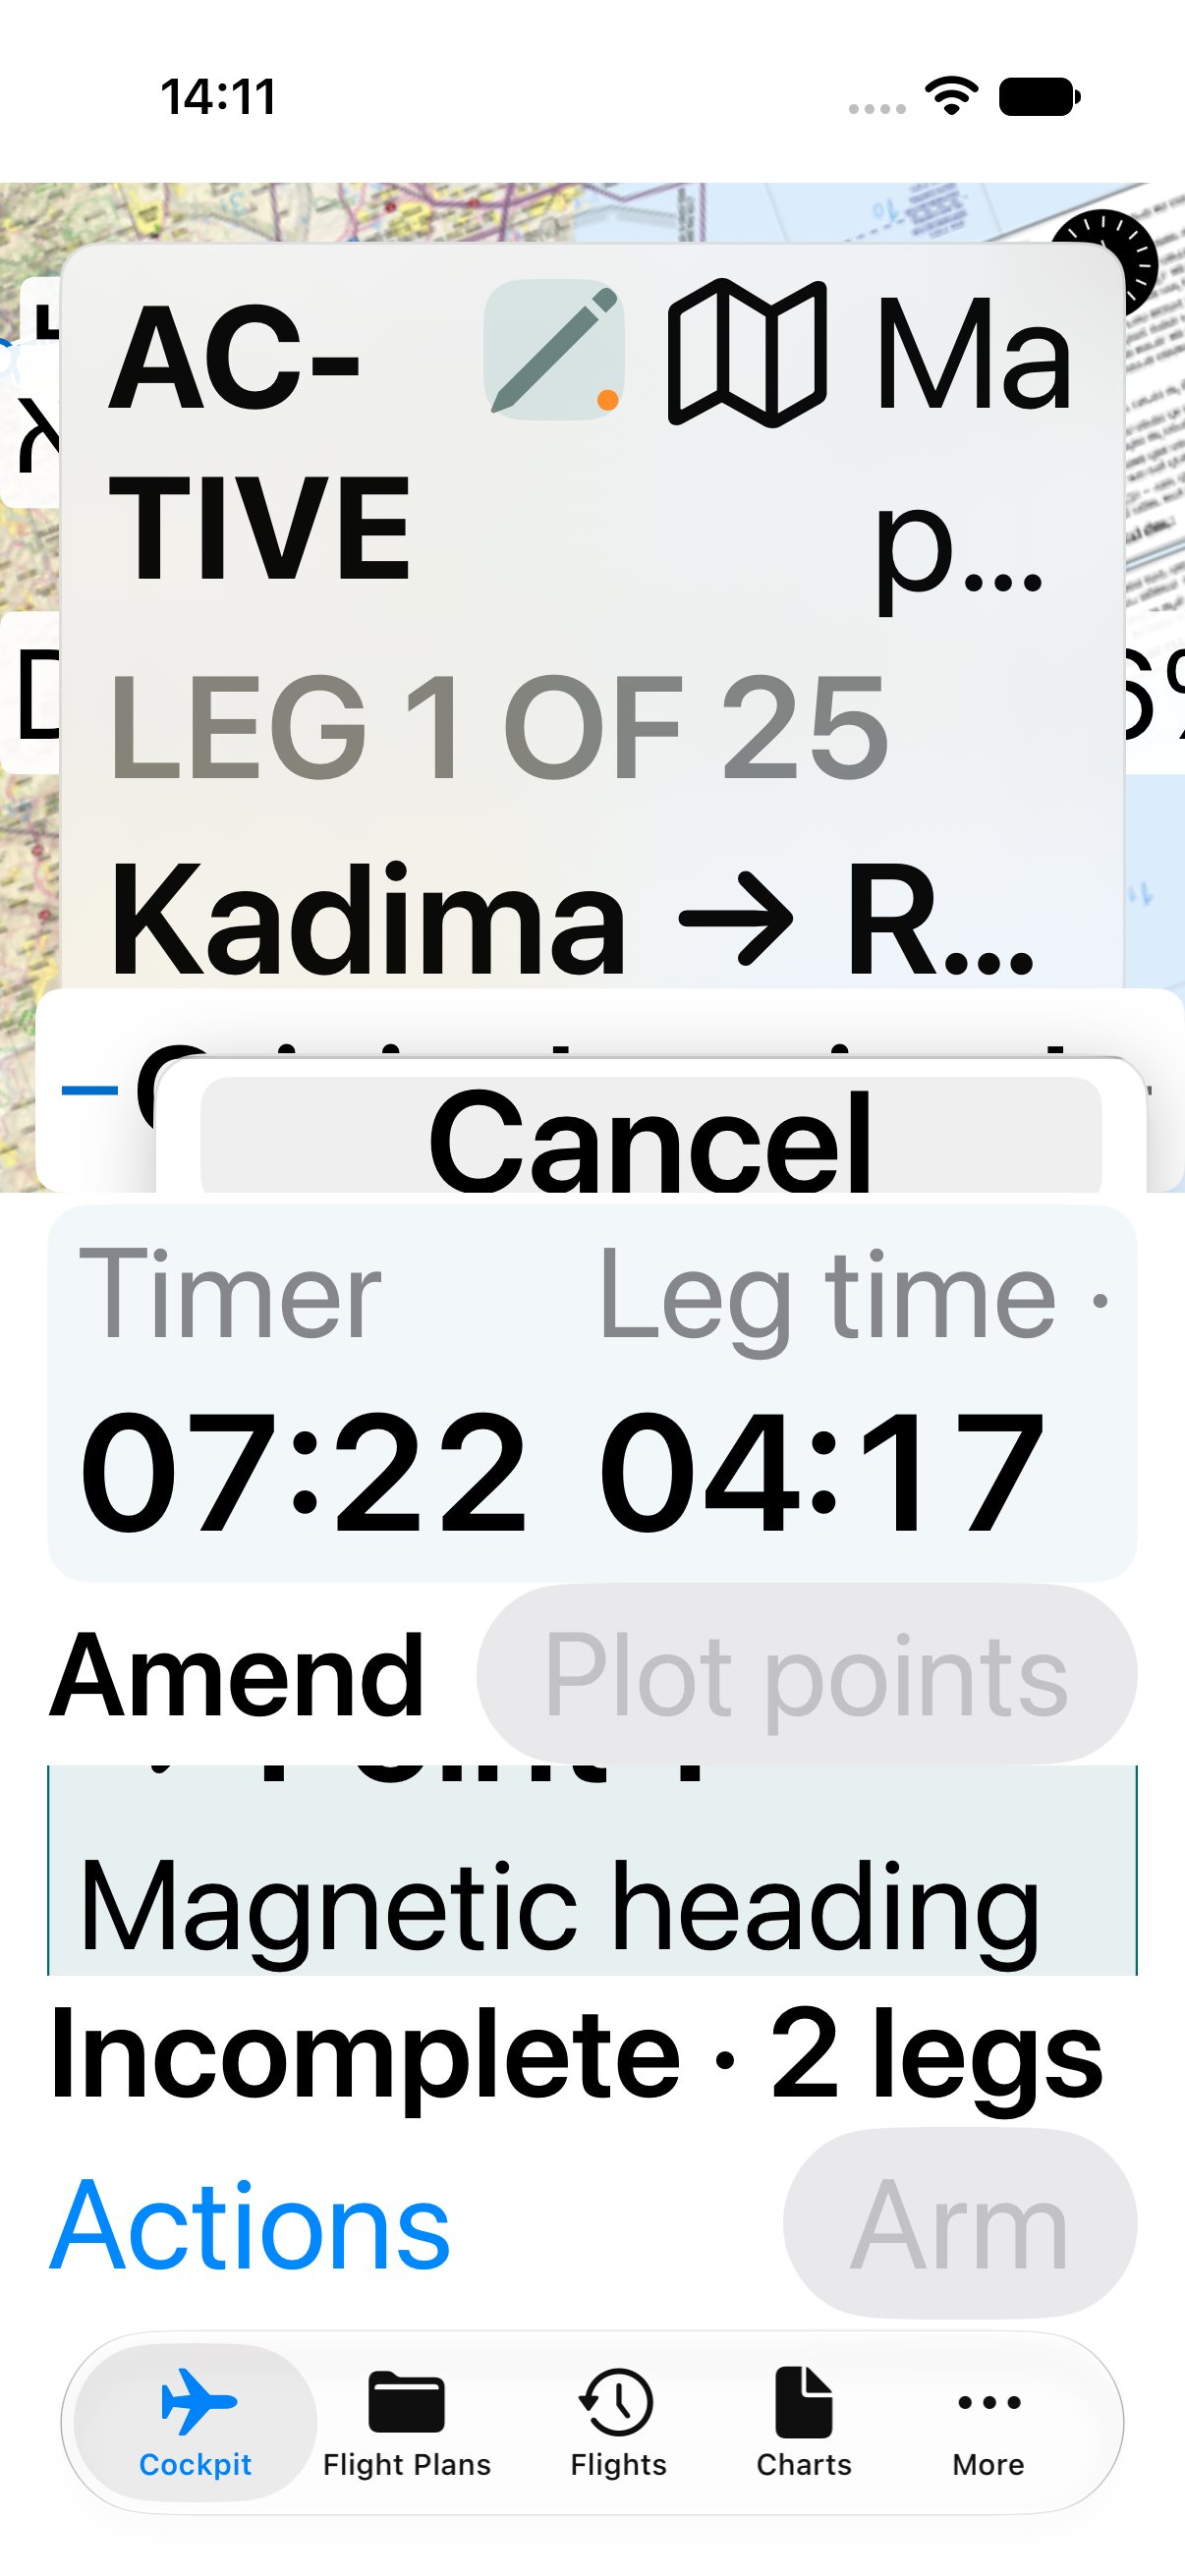 14:11
AC-
TIVE
Ma
p...
LEG 1 OF 25
Kadima → R...
Cancel
Timer
Leg time ·
07:22
04:17
Amend
Plot points
Magnetic heading
Incomplete · 2 legs
Actions
Arm
Cockpit
Flight Plans
Flights
Charts
More